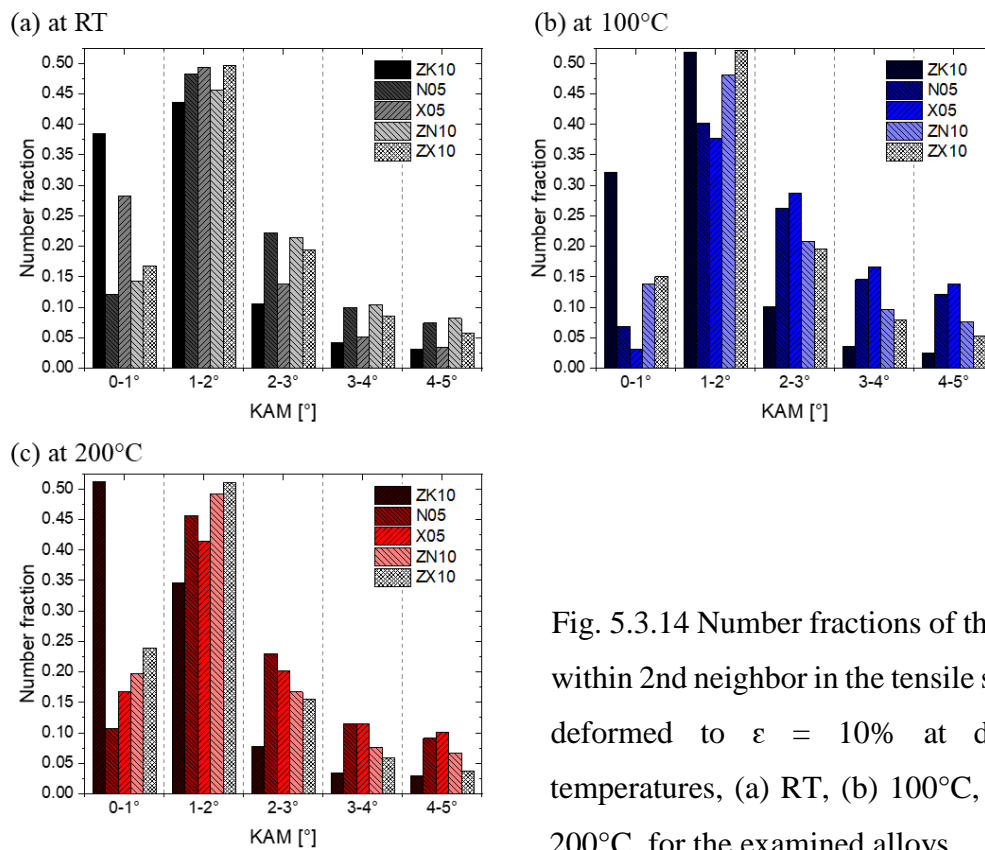 (a) at RT
0.50
0.45
0.40
0.35
0.30
0.25
0.20
0.15
0.10
0.05
0.00
Number fraction
ZK10
N05
X05
ZN10
ZX10
0-1° 1-2° 2-3° 3-4° 4-5°
KAM [°]
(b) at 100°C
0.50
0.45
0.40
0.35
0.30
0.25
0.20
0.15
0.10
0.05
0.00
Number fraction
ZK10
N05
X05
ZN10
ZX10
0-1° 1-2° 2-3° 3-4° 4-5°
KAM [°]
(c) at 200°C
0.50
0.45
0.40
0.35
0.30
0.25
0.20
0.15
0.10
0.05
0.00
Number fraction
ZK10
N05
X05
ZN10
ZX10
0-1° 1-2° 2-3° 3-4° 4-5°
KAM [°]
Fig. 5.3.14 Number fractions of th
within 2nd neighbor in the tensile s
deformed to ε = 10% at d
temperatures, (a) RT, (b) 100°C,
200°C, for the examined alloys